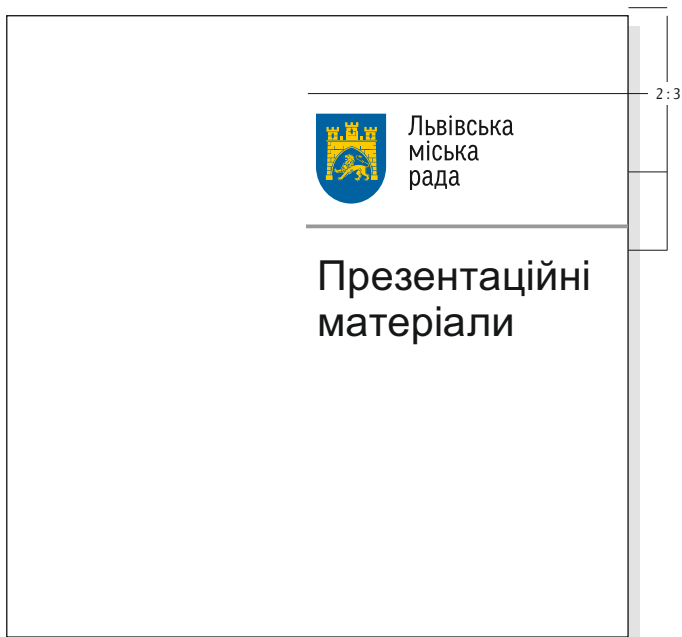 2:3
Львівська
міська
рада
Презентаційні
матеріали